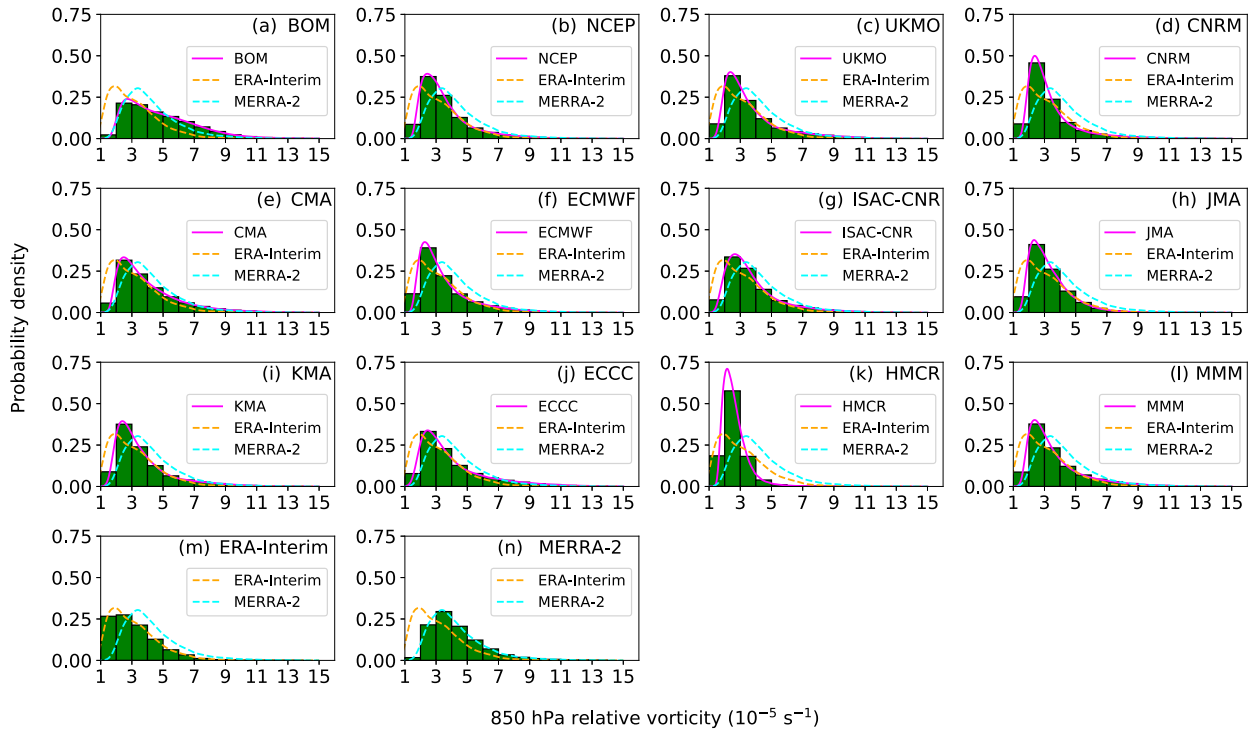 (a) BOM
BOM
ERA-Interim
MERRA-2
0.75
0.50
0.25
0.00
1 3 5 7 9 11 13 15
(b) NCEP
NCEP
ERA-Interim
MERRA-2
0.75
0.50
0.25
0.00
1 3 5 7 9 11 13 15
(c) UKMO
UKMO
ERA-Interim
MERRA-2
0.75
0.50
0.25
0.00
1 3 5 7 9 11 13 15
(d) CNRM
CNRM
ERA-Interim
MERRA-2
0.75
0.50
0.25
0.00
1 3 5 7 9 11 13 15
(e) CMA
CMA
ERA-Interim
MERRA-2
0.75
0.50
0.25
0.00
1 3 5 7 9 11 13 15
(f) ECMWF
ECMWF
ERA-Interim
MERRA-2
0.75
0.50
0.25
0.00
1 3 5 7 9 11 13 15
(g) ISAC-CNR
ISAC-CNR
ERA-Interim
MERRA-2
0.75
0.50
0.25
0.00
1 3 5 7 9 11 13 15
(h) JMA
JMA
ERA-Interim
MERRA-2
0.75
0.50
0.25
0.00
1 3 5 7 9 11 13 15
(i) KMA
KMA
ERA-Interim
MERRA-2
0.75
0.50
0.25
0.00
1 3 5 7 9 11 13 15
(j) ECCC
ECCC
ERA-Interim
MERRA-2
0.75
0.50
0.25
0.00
1 3 5 7 9 11 13 15
(k) HMCR
HMCR
ERA-Interim
MERRA-2
0.75
0.50
0.25
0.00
1 3 5 7 9 11 13 15
(l) MMM
MMM
ERA-Interim
MERRA-2
0.75
0.50
0.25
0.00
1 3 5 7 9 11 13 15
(m) ERA-Interim
ERA-Interim
MERRA-2
0.75
0.50
0.25
0.00
1 3 5 7 9 11 13 15
(n) MERRA-2
ERA-Interim
MERRA-2
0.75
0.50
0.25
0.00
1 3 5 7 9 11 13 15
Probability density
850 hPa relative vorticity (10⁻⁵ s⁻¹)